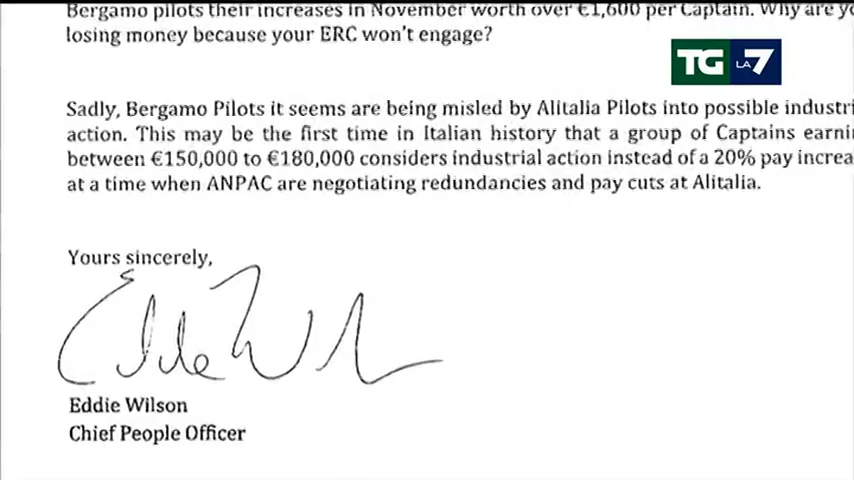 Bergamo pilots their increases in November worth over €1,600 per Captain. Why are
losing money because your ERC won't engage?
TG LA7
Sadly, Bergamo Pilots it seems are being misled by Alitalia Pilots into possible
action. This may be the first time in Italian history that a group of Captains
between €150,000 to €180,000 considers industrial action instead of a 20% pay
at a time when ANPAC are negotiating redundancies and pay cuts at Alitalia.
Yours sincerely,
Eddie Wilson
Chief People Officer